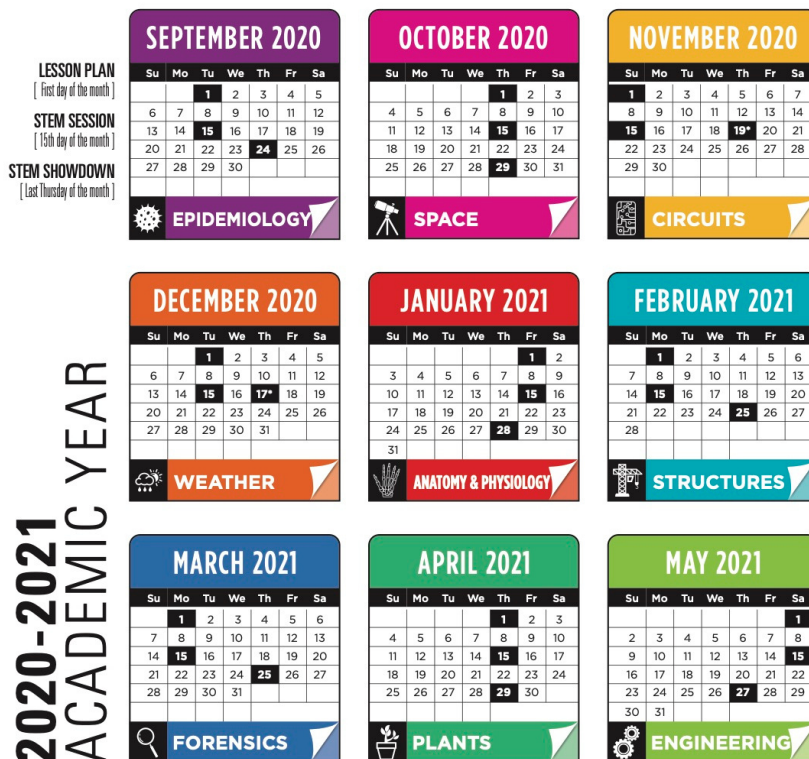 LESSON PLAN
[ First day of the month ]
STEM SESSION
[ 15th day of the month ]
STEM SHOWDOWN
[ Last Thursday of the month ]
2020-2021
ACADEMIC YEAR
SEPTEMBER 2020
Su Mo Tu We Th Fr Sa
1 2 3 4 5
6 7 8 9 10 11 12
13 14 15 16 17 18 19
20 21 22 23 24 25 26
27 28 29 30
EPIDEMIOLOGY
OCTOBER 2020
Su Mo Tu We Th Fr Sa
1 2 3
4 5 6 7 8 9 10
11 12 13 14 15 16 17
18 19 20 21 22 23 24
25 26 27 28 29 30 31
SPACE
NOVEMBER 2020
Su Mo Tu We Th Fr Sa
1 2 3 4 5 6 7
8 9 10 11 12 13 14
15 16 17 18 19* 20 21
22 23 24 25 26 27 28
29 30
CIRCUITS
DECEMBER 2020
Su Mo Tu We Th Fr Sa
1 2 3 4 5
6 7 8 9 10 11 12
13 14 15 16 17* 18 19
20 21 22 23 24 25 26
27 28 29 30 31
WEATHER
JANUARY 2021
Su Mo Tu We Th Fr Sa
1 2
3 4 5 6 7 8 9
10 11 12 13 14 15 16
17 18 19 20 21 22 23
24 25 26 27 28 29 30
31
ANATOMY & PHYSIOLOGY
FEBRUARY 2021
Su Mo Tu We Th Fr Sa
1 2 3 4 5 6
7 8 9 10 11 12 13
14 15 16 17 18 19 20
21 22 23 24 25 26 27
28
STRUCTURES
MARCH 2021
Su Mo Tu We Th Fr Sa
1 2 3 4 5 6
7 8 9 10 11 12 13
14 15 16 17 18 19 20
21 22 23 24 25 26 27
28 29 30 31
FORENSICS
APRIL 2021
Su Mo Tu We Th Fr Sa
1 2 3
4 5 6 7 8 9 10
11 12 13 14 15 16 17
18 19 20 21 22 23 24
25 26 27 28 29 30
PLANTS
MAY 2021
Su Mo Tu We Th Fr Sa
1
2 3 4 5 6 7 8
9 10 11 12 13 14 15
16 17 18 19 20 21 22
23 24 25 26 27 28 29
30 31
ENGINEERING